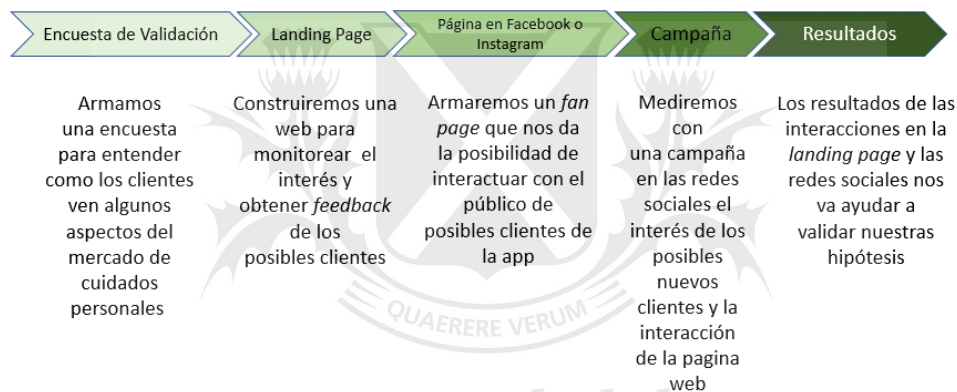 Encuesta de Validación
Landing Page
Página en Facebook o
Instagram
Campaña
Resultados
Armamos
una encuesta
para entender
como los clientes
ven algunos
aspectos del
mercado de
cuidados
personales
Construiremos una
web para
monitorear el
interés y
obtener feedback
de los
posibles clientes
Armaremos un fan
page que nos da
la posibilidad de
interactuar con el
público de
posibles clientes de
la app
Mediremos
con
una campaña
en las redes
sociales el
interés de los
posibles
nuevos
clientes y la
interacción
de la pagina
web
Los resultados de las
interacciones en la
landing page y las
redes sociales nos
va ayudar a
validar nuestras
hipótesis
QUAERERE VERUM